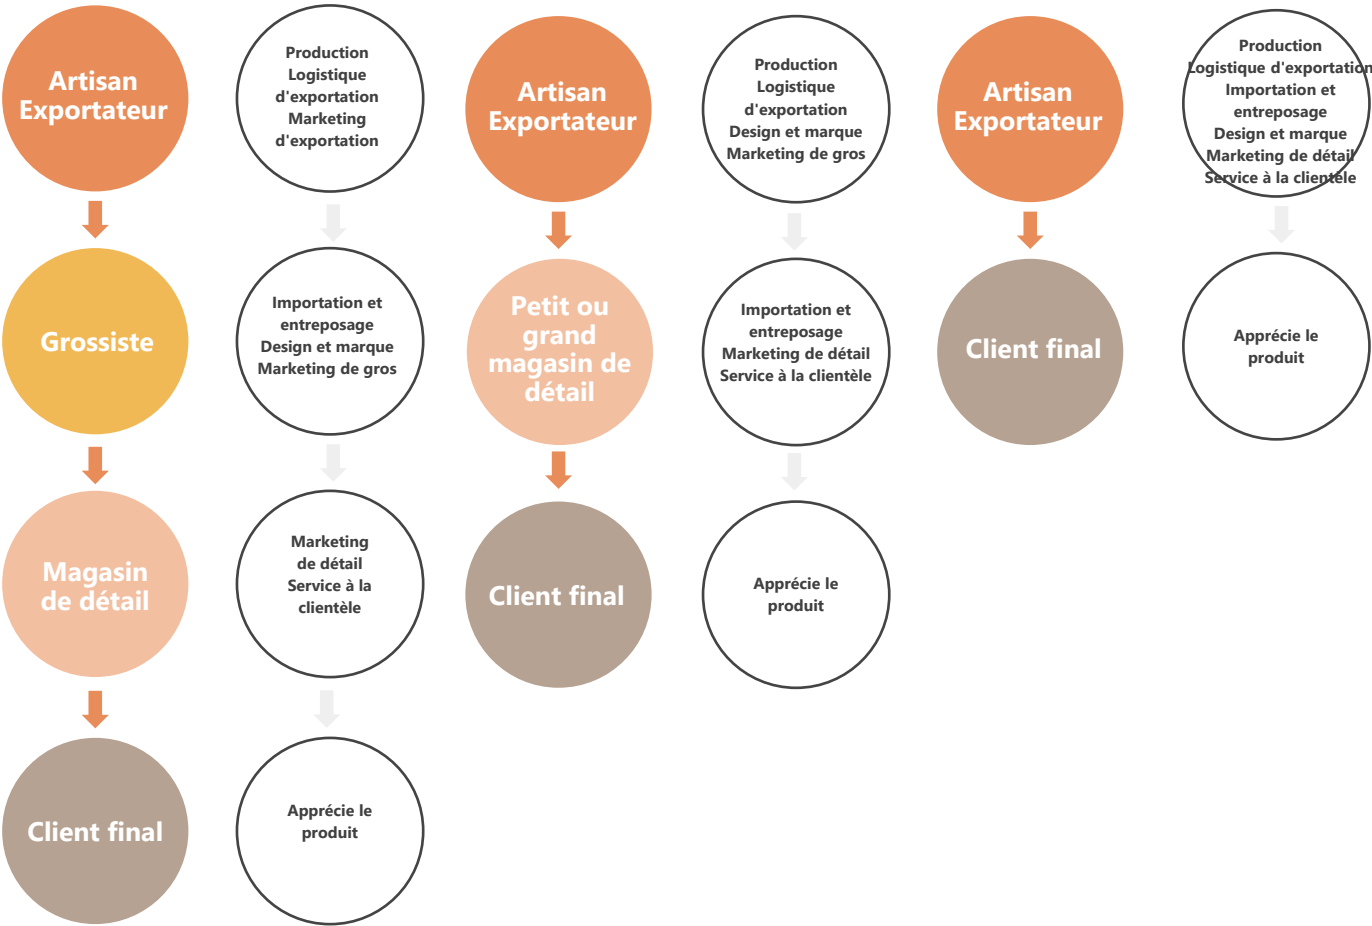 Artisan
Exportateur
Production
Logistique
d'exportation
Marketing
d'exportation
Grossiste
Importation et
entreposage
Design et marque
Marketing de gros
Magasin
de détail
Marketing
de détail
Service à la
clientèle
Client final
Apprécie le
produit
Artisan
Exportateur
Production
Logistique
d'exportation
Design et marque
Marketing de gros
Petit ou
grand
magasin de
détail
Importation et
entreposage
Marketing de détail
Service à la clientèle
Client final
Apprécie le
produit
Artisan
Exportateur
Production
Logistique d'exportation
Importation et
entreposage
Design et marque
Marketing de détail
Service à la clientèle
Client final
Apprécie le
produit